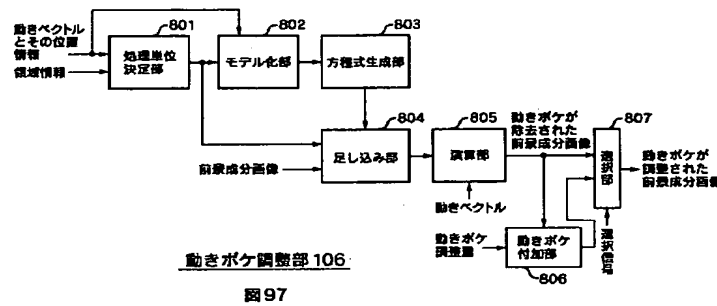 動きベクトル
とその位置
情報
領域情報
801
処理単位
決定部
802
モデル化部
803
方程式生成部
804
足し込み部
前景成分画像
805
演算部
動きベクトル
動きボケが
除去された
前景成分画像
807
選択部
動きボケが
調整された
前景成分画像
動きボケ
調整量
動きボケ
付加部
806
選択信号
動きボケ調整部 106
図97